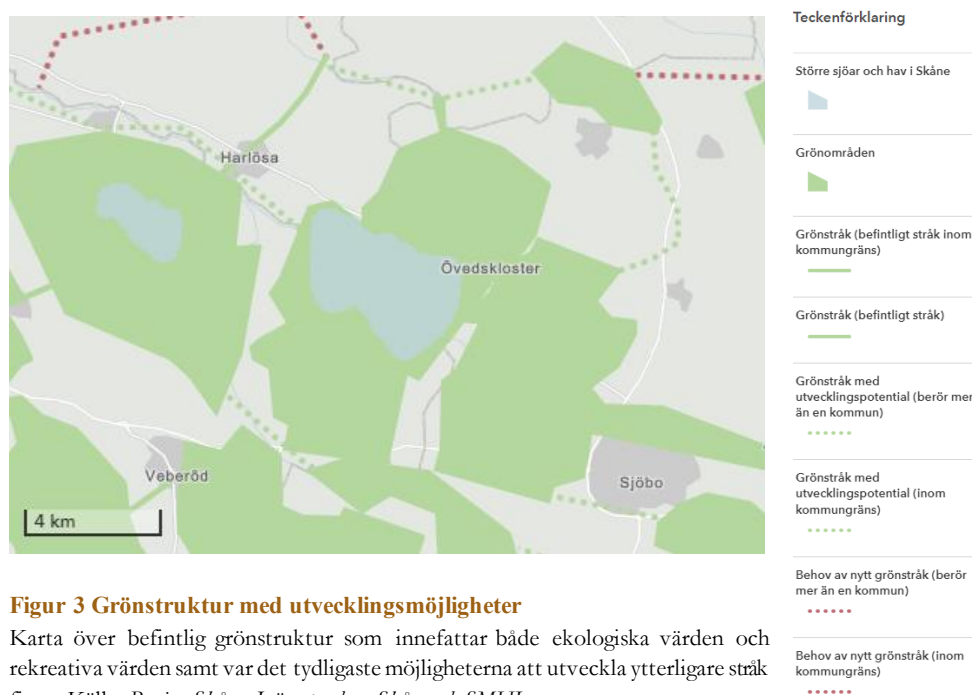 Teckenförklaring
Större sjöar och hav i Skåne
Grönområden
Grönstråk (befintligt stråk inom
kommungräns)
Grönstråk (befintligt stråk)
Grönstråk med
utvecklingspotential (berör mer
än en kommun)
Grönstråk med
utvecklingspotential (inom
kommungräns)
Behov av nytt grönstråk (berör
mer än en kommun)
Behov av nytt grönstråk (inom
kommungräns)
Harlösa
Övedskloster
Veberöd
Sjöbo
4 km
Figur 3 Grönstruktur med utvecklingsmöjligheter
Karta över befintlig grönstruktur som innefattar både ekologiska värden och
rekreativa värden samt var det tydligaste möjligheterna att utveckla ytterligare stråk